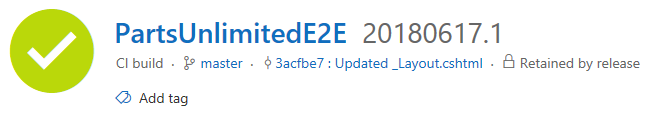 PartsUnlimitedE2E 20180617.1
CI build · master · 3acfbe7 : Updated _Layout.cshtml · Retained by release
Add tag